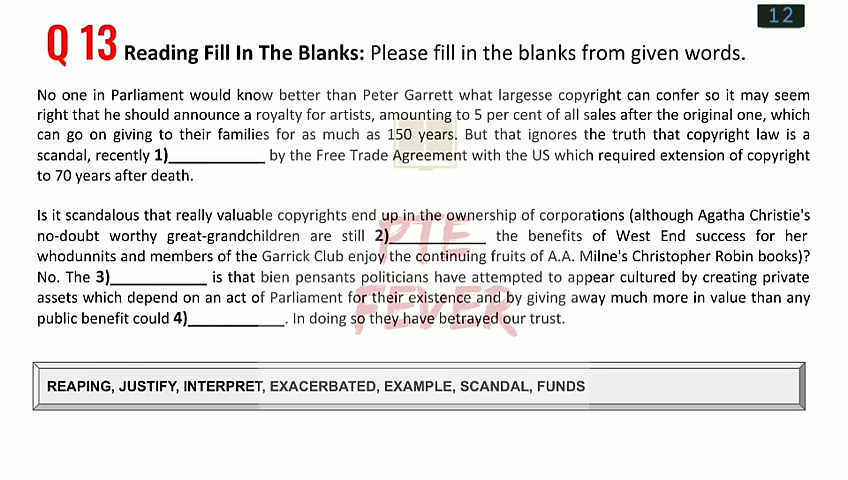 12
Q 13 Reading Fill In The Blanks: Please fill in the blanks from given words.
No one in Parliament would know better than Peter Garrett what largesse copyright can confer so it may seem
right that he should announce a royalty for artists, amounting to 5 per cent of all sales after the original one, which
can go on giving to their families for as much as 150 years. But that ignores the truth that copyright law is a
scandal, recently 1)____________ by the Free Trade Agreement with the US which required extension of copyright
to 70 years after death.
Is it scandalous that really valuable copyrights end up in the ownership of corporations (although Agatha Christie's
no-doubt worthy great-grandchildren are still 2)____________ the benefits of West End success for her
whodunnits and members of the Garrick Club enjoy the continuing fruits of A.A. Milne's Christopher Robin books)?
No. The 3)____________ is that bien pensants politicians have attempted to appear cultured by creating private
assets which depend on an act of Parliament for their existence and by giving away much more in value than any
public benefit could 4)____________. In doing so they have betrayed our trust.
PTE
FEVER
REAPING, JUSTIFY, INTERPRET, EXACERBATED, EXAMPLE, SCANDAL, FUNDS